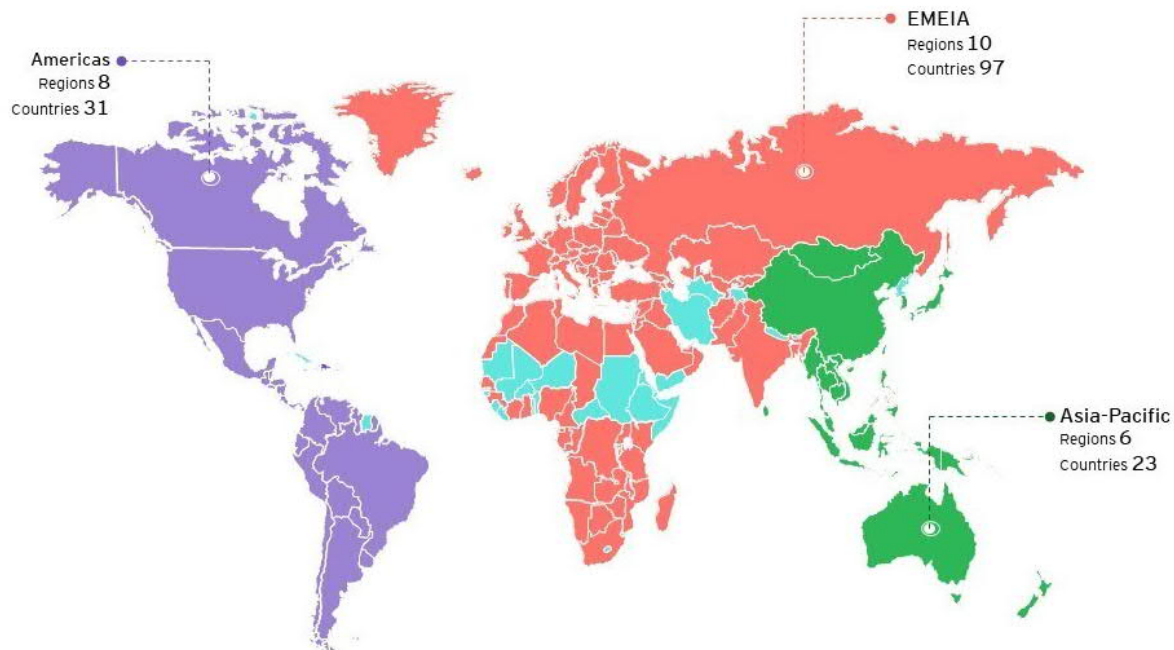 Americas
Regions 8
Countries 31
EMEIA
Regions 10
Countries 97
Asia-Pacific
Regions 6
Countries 23